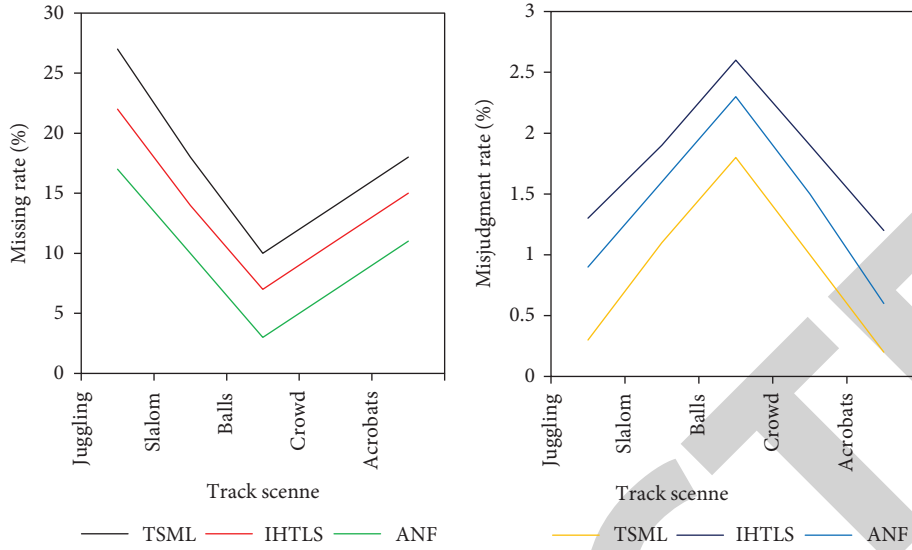 Missing rate (%)
30
25
20
15
10
5
0
Juggling
Slalom
Balls
Crowd
Acrobats
Track scenne
TSML
IHTLS
ANF
Misjudgment rate (%)
3
2.5
2
1.5
1
0.5
0
Juggling
Slalom
Balls
Crowd
Acrobats
Track scenne
TSML
IHTLS
ANF